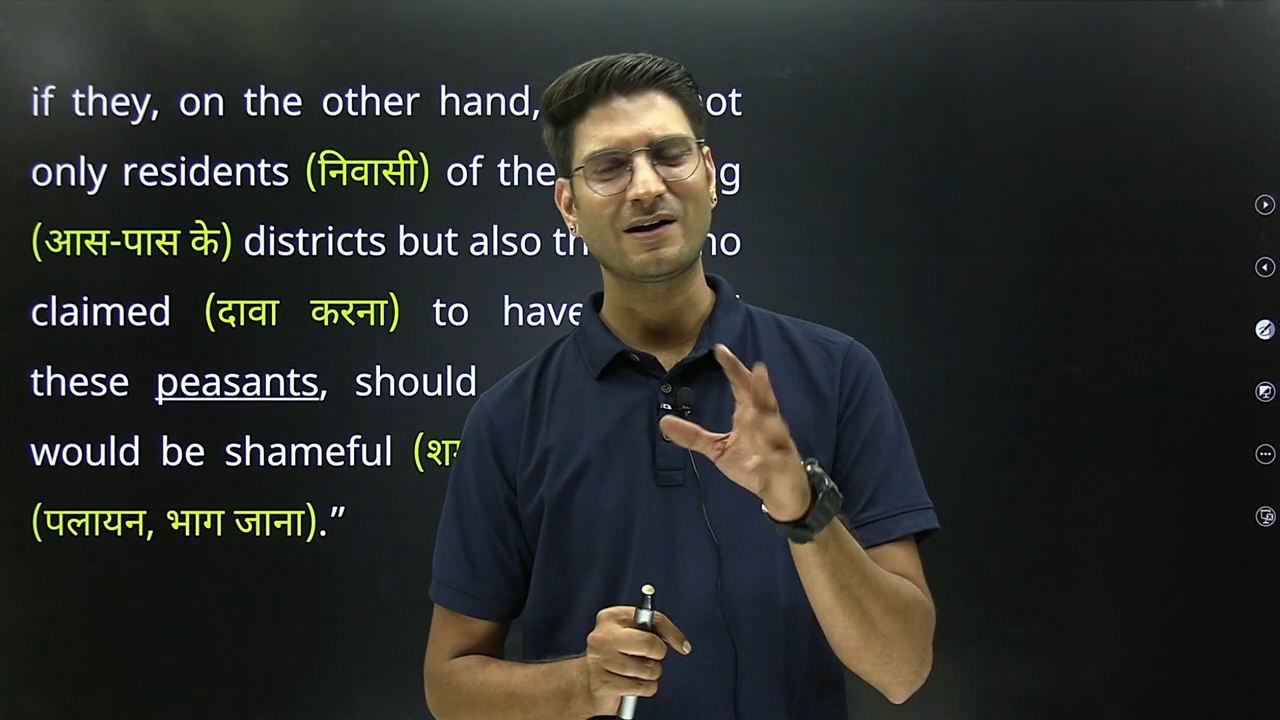 if they, on the other hand,
only residents (निवासी) of the
(आस-पास के) districts but also
claimed (दावा करना) to have
these peasants, should
would be shameful
(पलायन, भाग जाना).”